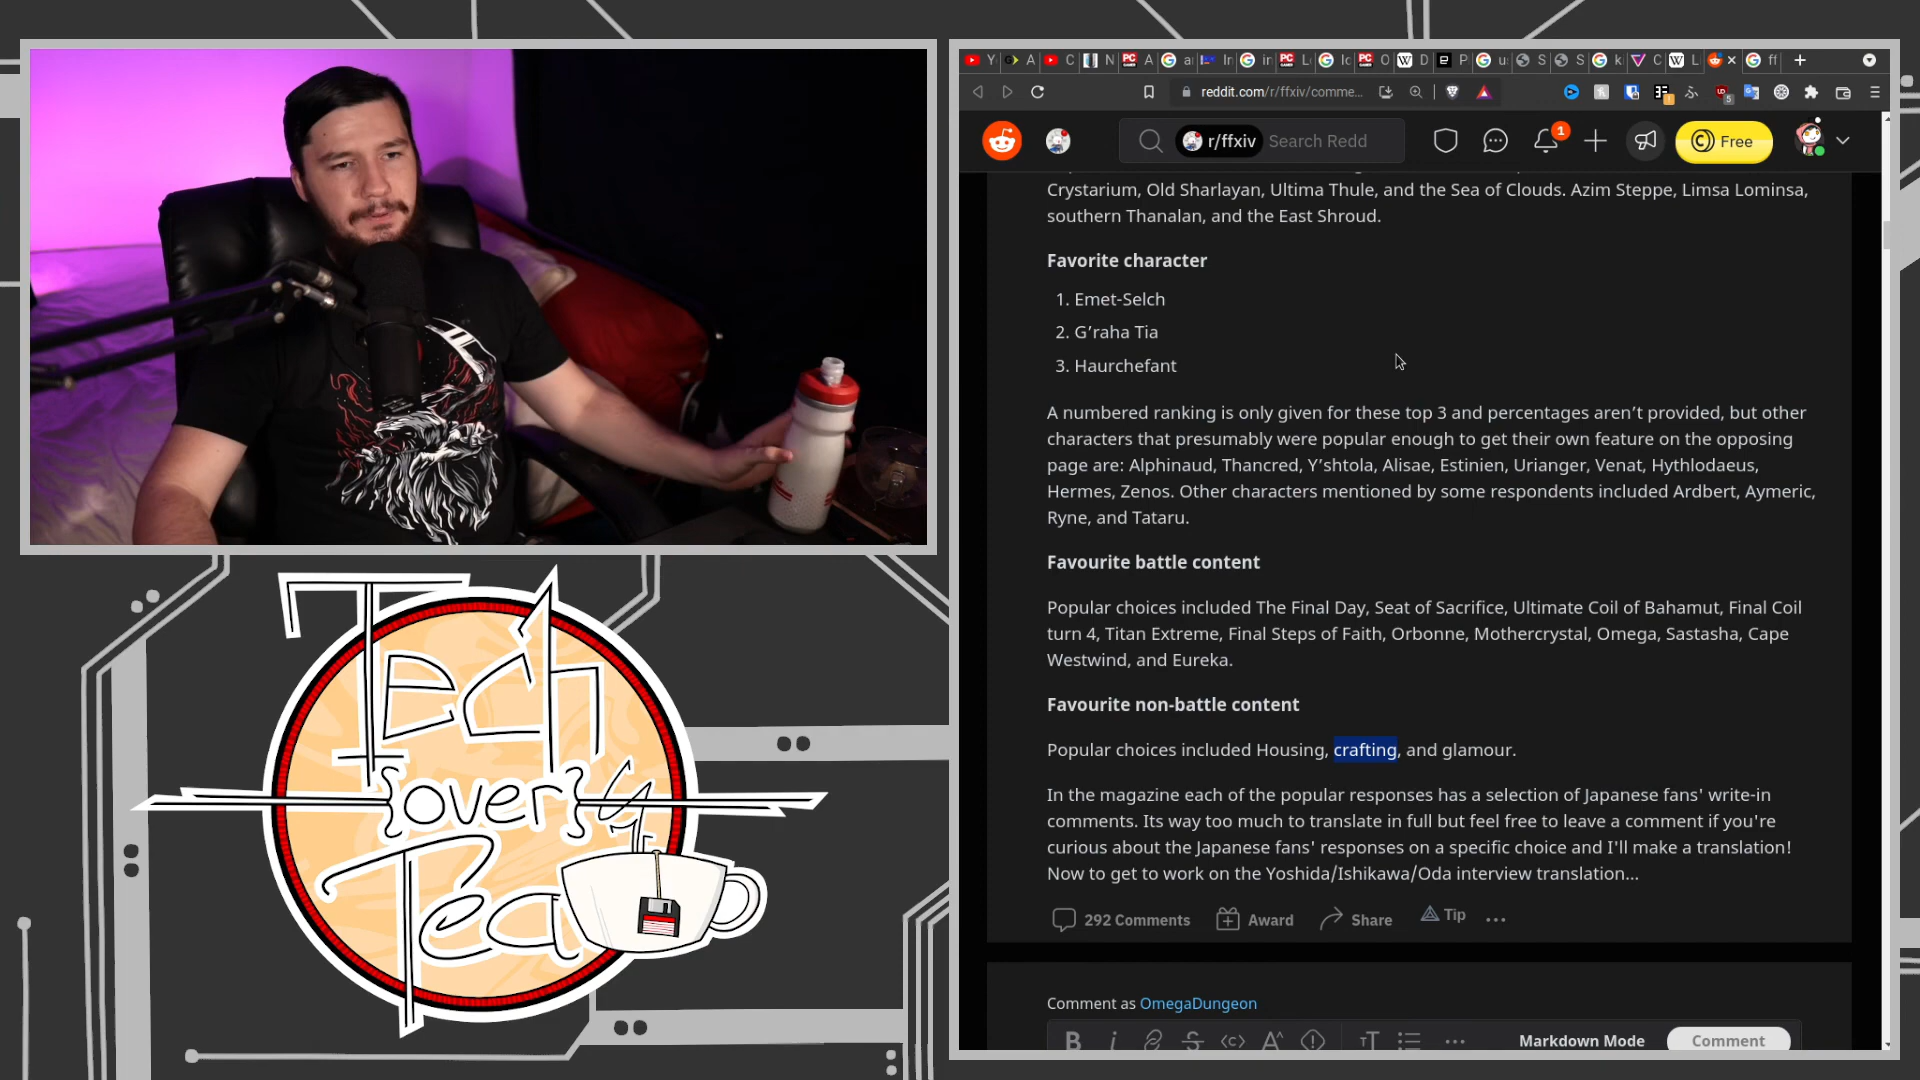 Tech
{over}
Tea
Y A C N A a In in L Ic O D P u S S k C L ff
reddit.com/r/ffxiv/comme...
r/ffxiv Search Redd
1
Free
Crystarium, Old Sharlayan, Ultima Thule, and the Sea of Clouds. Azim Steppe, Limsa Lominsa,
southern Thanalan, and the East Shroud.
Favorite character
1. Emet-Selch
2. G’raha Tia
3. Haurchefant
A numbered ranking is only given for these top 3 and percentages aren’t provided, but other
characters that presumably were popular enough to get their own feature on the opposing
page are: Alphinaud, Thancred, Y’shtola, Alisae, Estinien, Urianger, Venat, Hythlodaeus,
Hermes, Zenos. Other characters mentioned by some respondents included Ardbert, Aymeric,
Ryne, and Tataru.
Favourite battle content
Popular choices included The Final Day, Seat of Sacrifice, Ultimate Coil of Bahamut, Final Coil
turn 4, Titan Extreme, Final Steps of Faith, Orbonne, Mothercrystal, Omega, Sastasha, Cape
Westwind, and Eureka.
Favourite non-battle content
Popular choices included Housing, crafting, and glamour.
In the magazine each of the popular responses has a selection of Japanese fans' write-in
comments. Its way too much to translate in full but feel free to leave a comment if you're
curious about the Japanese fans' responses on a specific choice and I'll make a translation!
Now to get to work on the Yoshida/Ishikawa/Oda interview translation...
292 Comments Award Share Tip ...
Comment as OmegaDungeon
Markdown Mode Comment